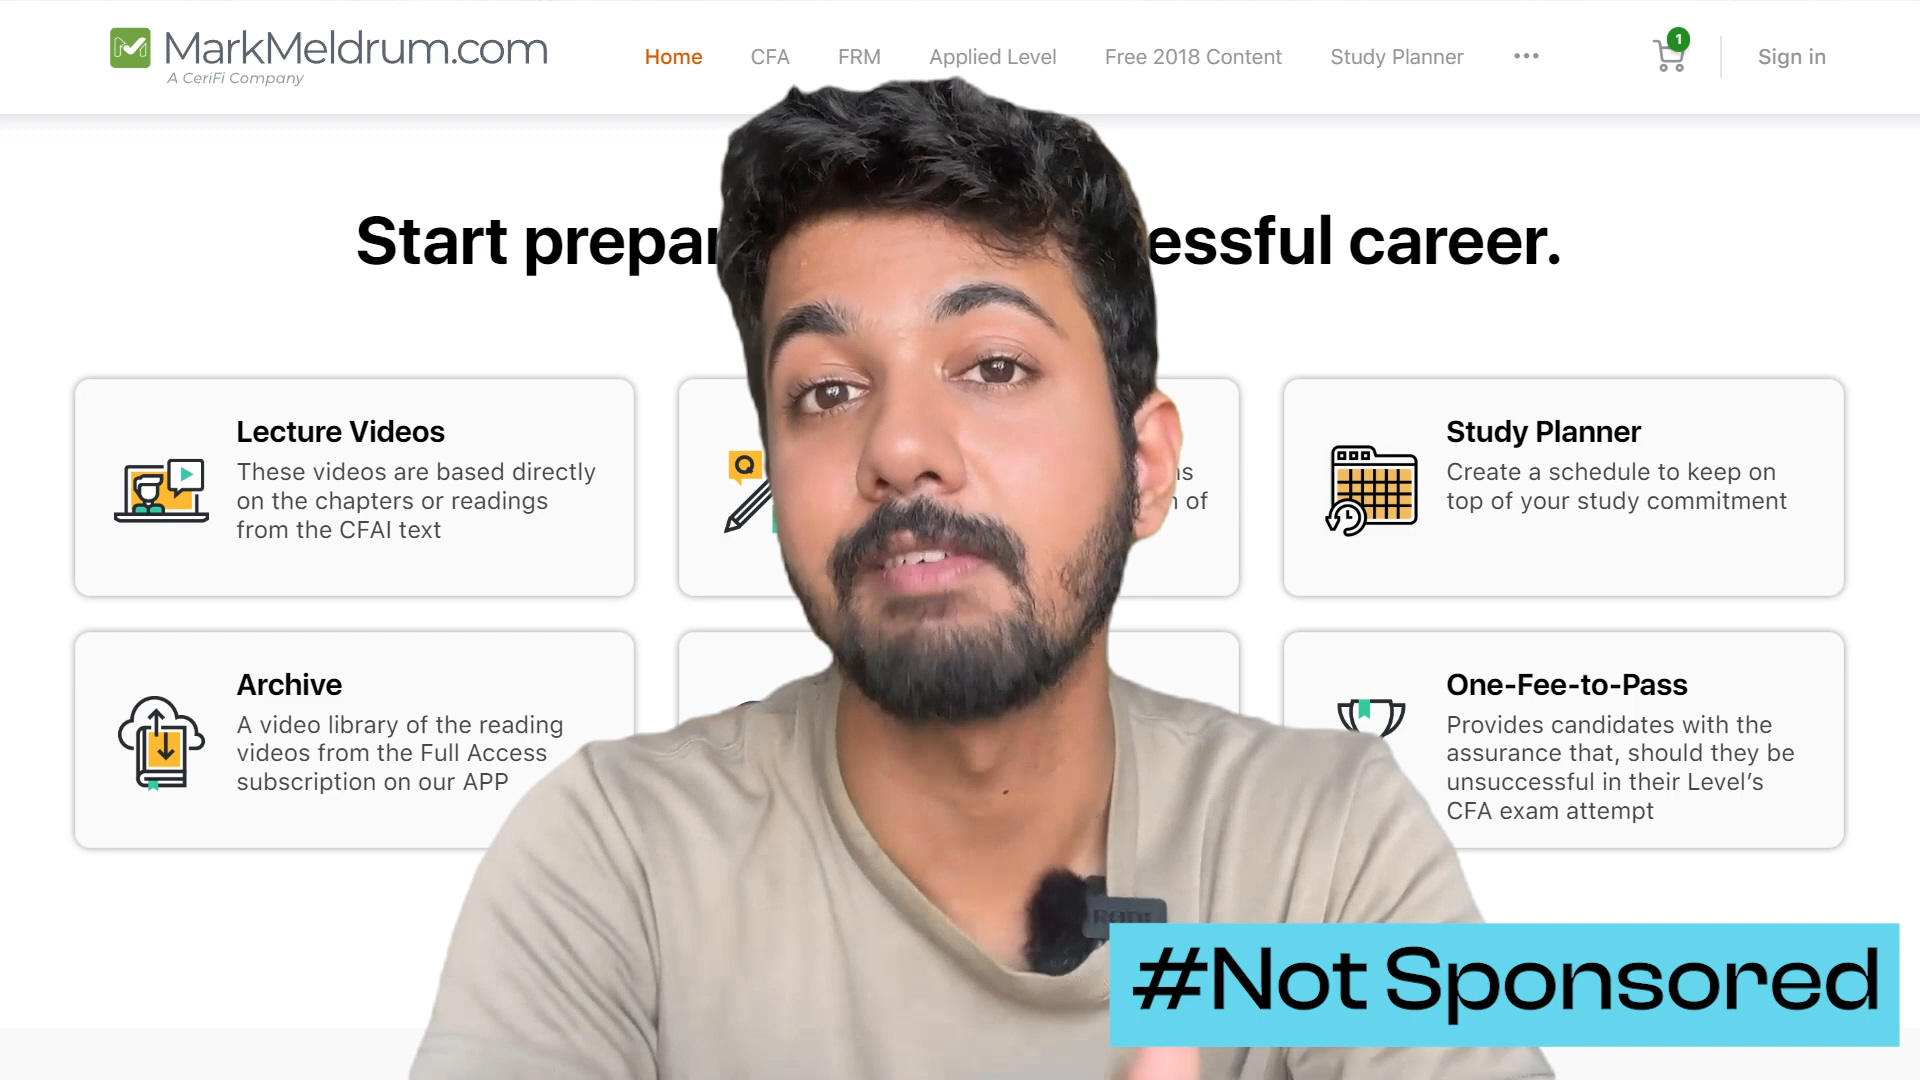 MarkMeldrum.com
A CeriFi Company
Home CFA FRM Applied Level Free 2018 Content Study Planner ••• 1 Sign in
Start prepar essful career.
Lecture Videos
These videos are based directly
on the chapters or readings
from the CFAI text
Q
ns
n of
Study Planner
Create a schedule to keep on
top of your study commitment
Archive
A video library of the reading
videos from the Full Access
subscription on our APP
One-Fee-to-Pass
Provides candidates with the
assurance that, should they be
unsuccessful in their Level’s
CFA exam attempt
RODE
#Not Sponsored